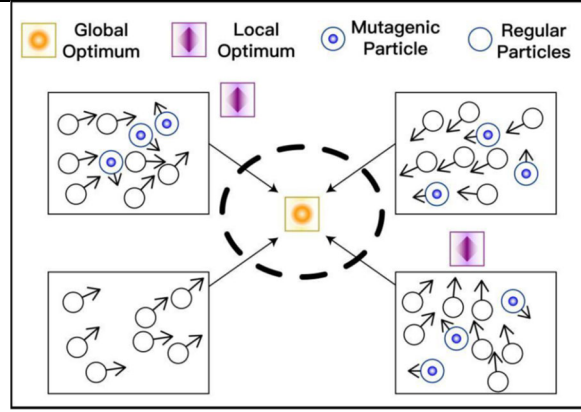 Global
Optimum
Local
Optimum
Mutagenic
Particle
Regular
Particles